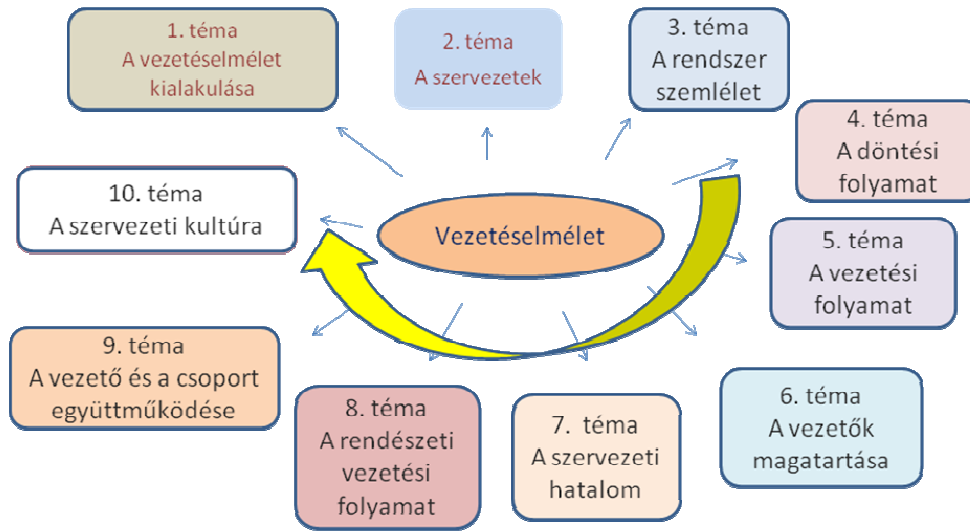 1. téma
A vezetéselmélet
kialakulása
2. téma
A szervezetek
3. téma
A rendszer
szemlélet
4. téma
A döntési
folyamat
5. téma
A vezetési
folyamat
6. téma
A vezetők
magatartása
7. téma
A szervezeti
hatalom
8. téma
A rendészeti
vezetési
folyamat
9. téma
A vezető és a csoport
együttműködése
10. téma
A szervezeti kultúra
Vezetéselmélet